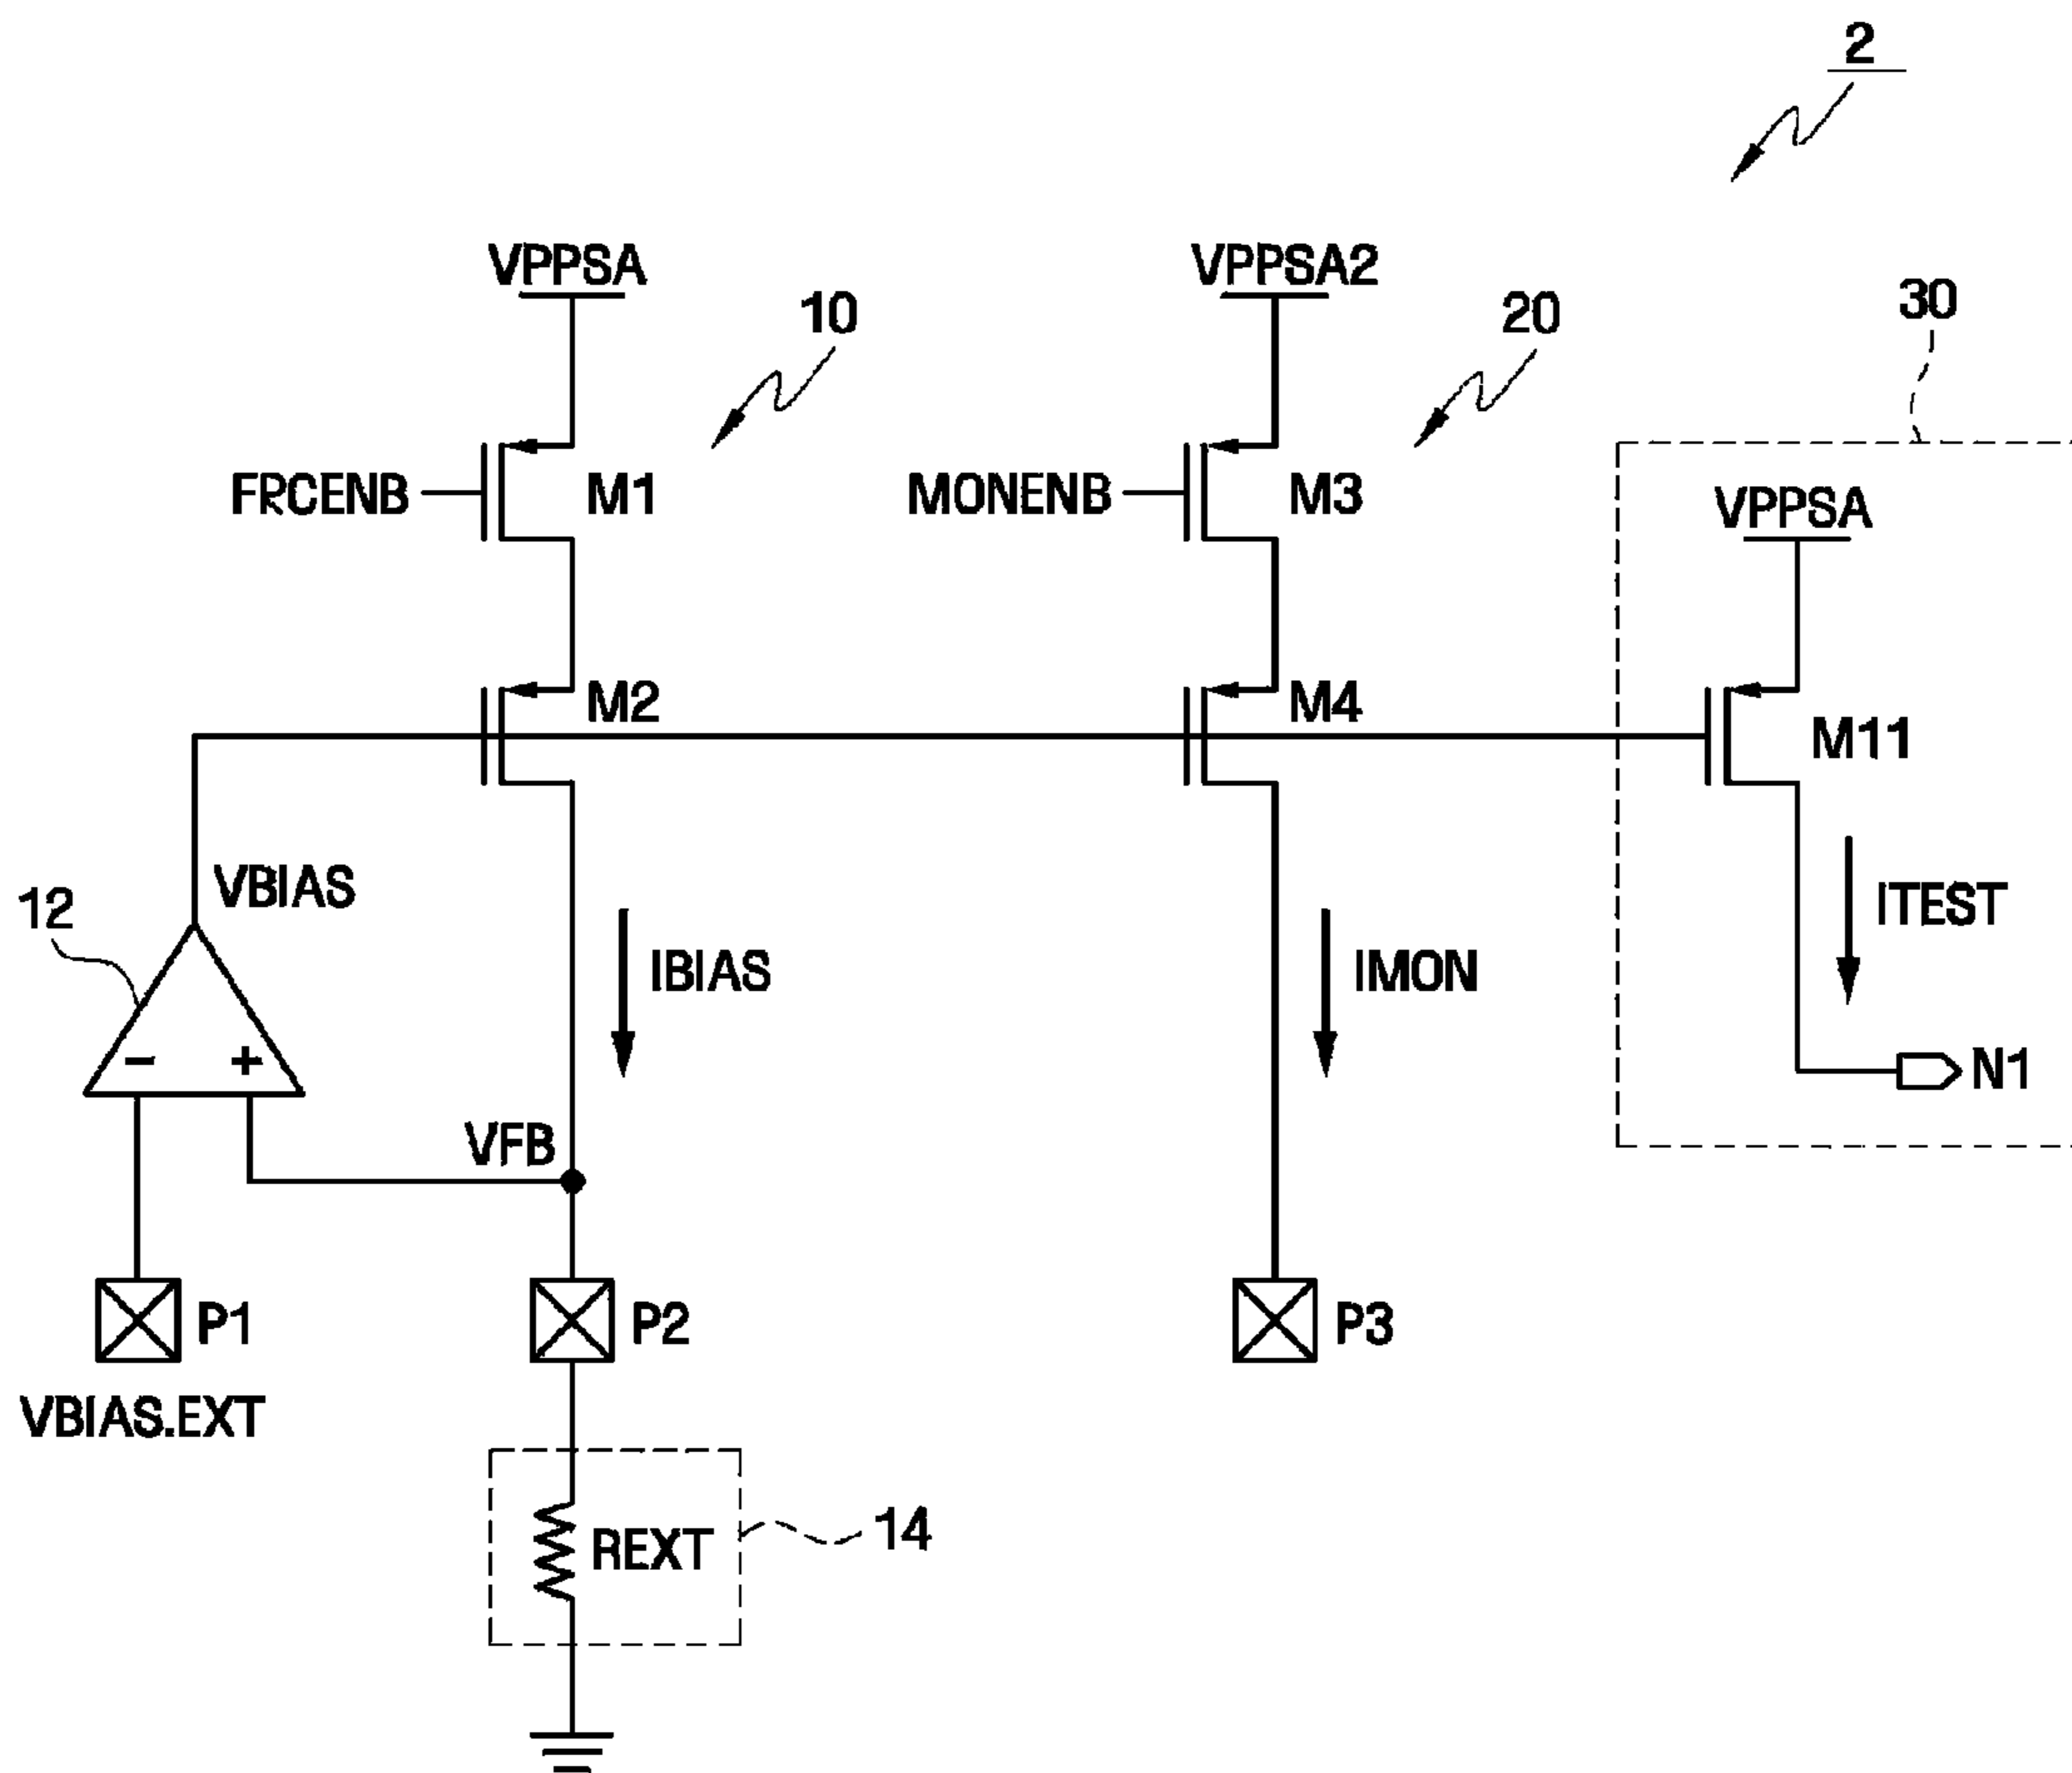 2
VPPSA
VPPSA2
10
20
30
FRCENB
M1
MONENB
M3
VPPSA
M2
M4
M11
VBIAS
12
IBIAS
IMON
ITEST
- +
N1
VFB
P1
P2
P3
VBIAS.EXT
REXT
14